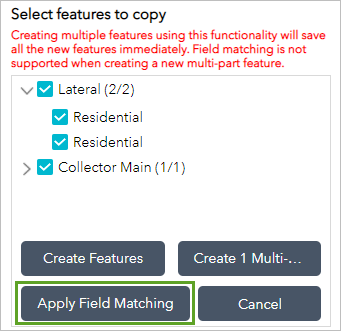 Select features to copy
Creating multiple features using this functionality will save
all the new features immediately. Field matching is not
supported when creating a new multi-part feature.
Lateral (2/2)
Residential
Residential
Collector Main (1/1)
Create Features
Create 1 Multi-...
Apply Field Matching
Cancel